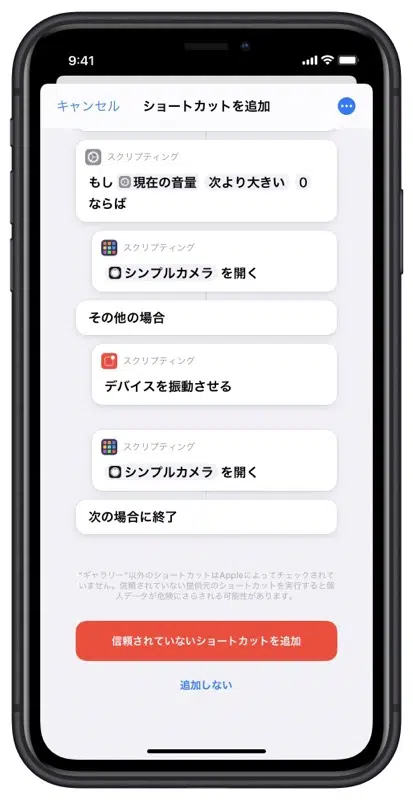 9:41
キャンセル ショートカットを追加
スクリプティング
もし 現在の音量 次より大きい 0
ならば
スクリプティング
シンプルカメラ を開く
その他の場合
スクリプティング
デバイスを振動させる
スクリプティング
シンプルカメラ を開く
次の場合に終了
"ギャラリー"以外のショートカットはAppleによってチェックされて
いません。信頼されていない提供元のショートカットを実行すると個
人データが危険にさらされる可能性があります。
信頼されていないショートカットを追加
追加しない